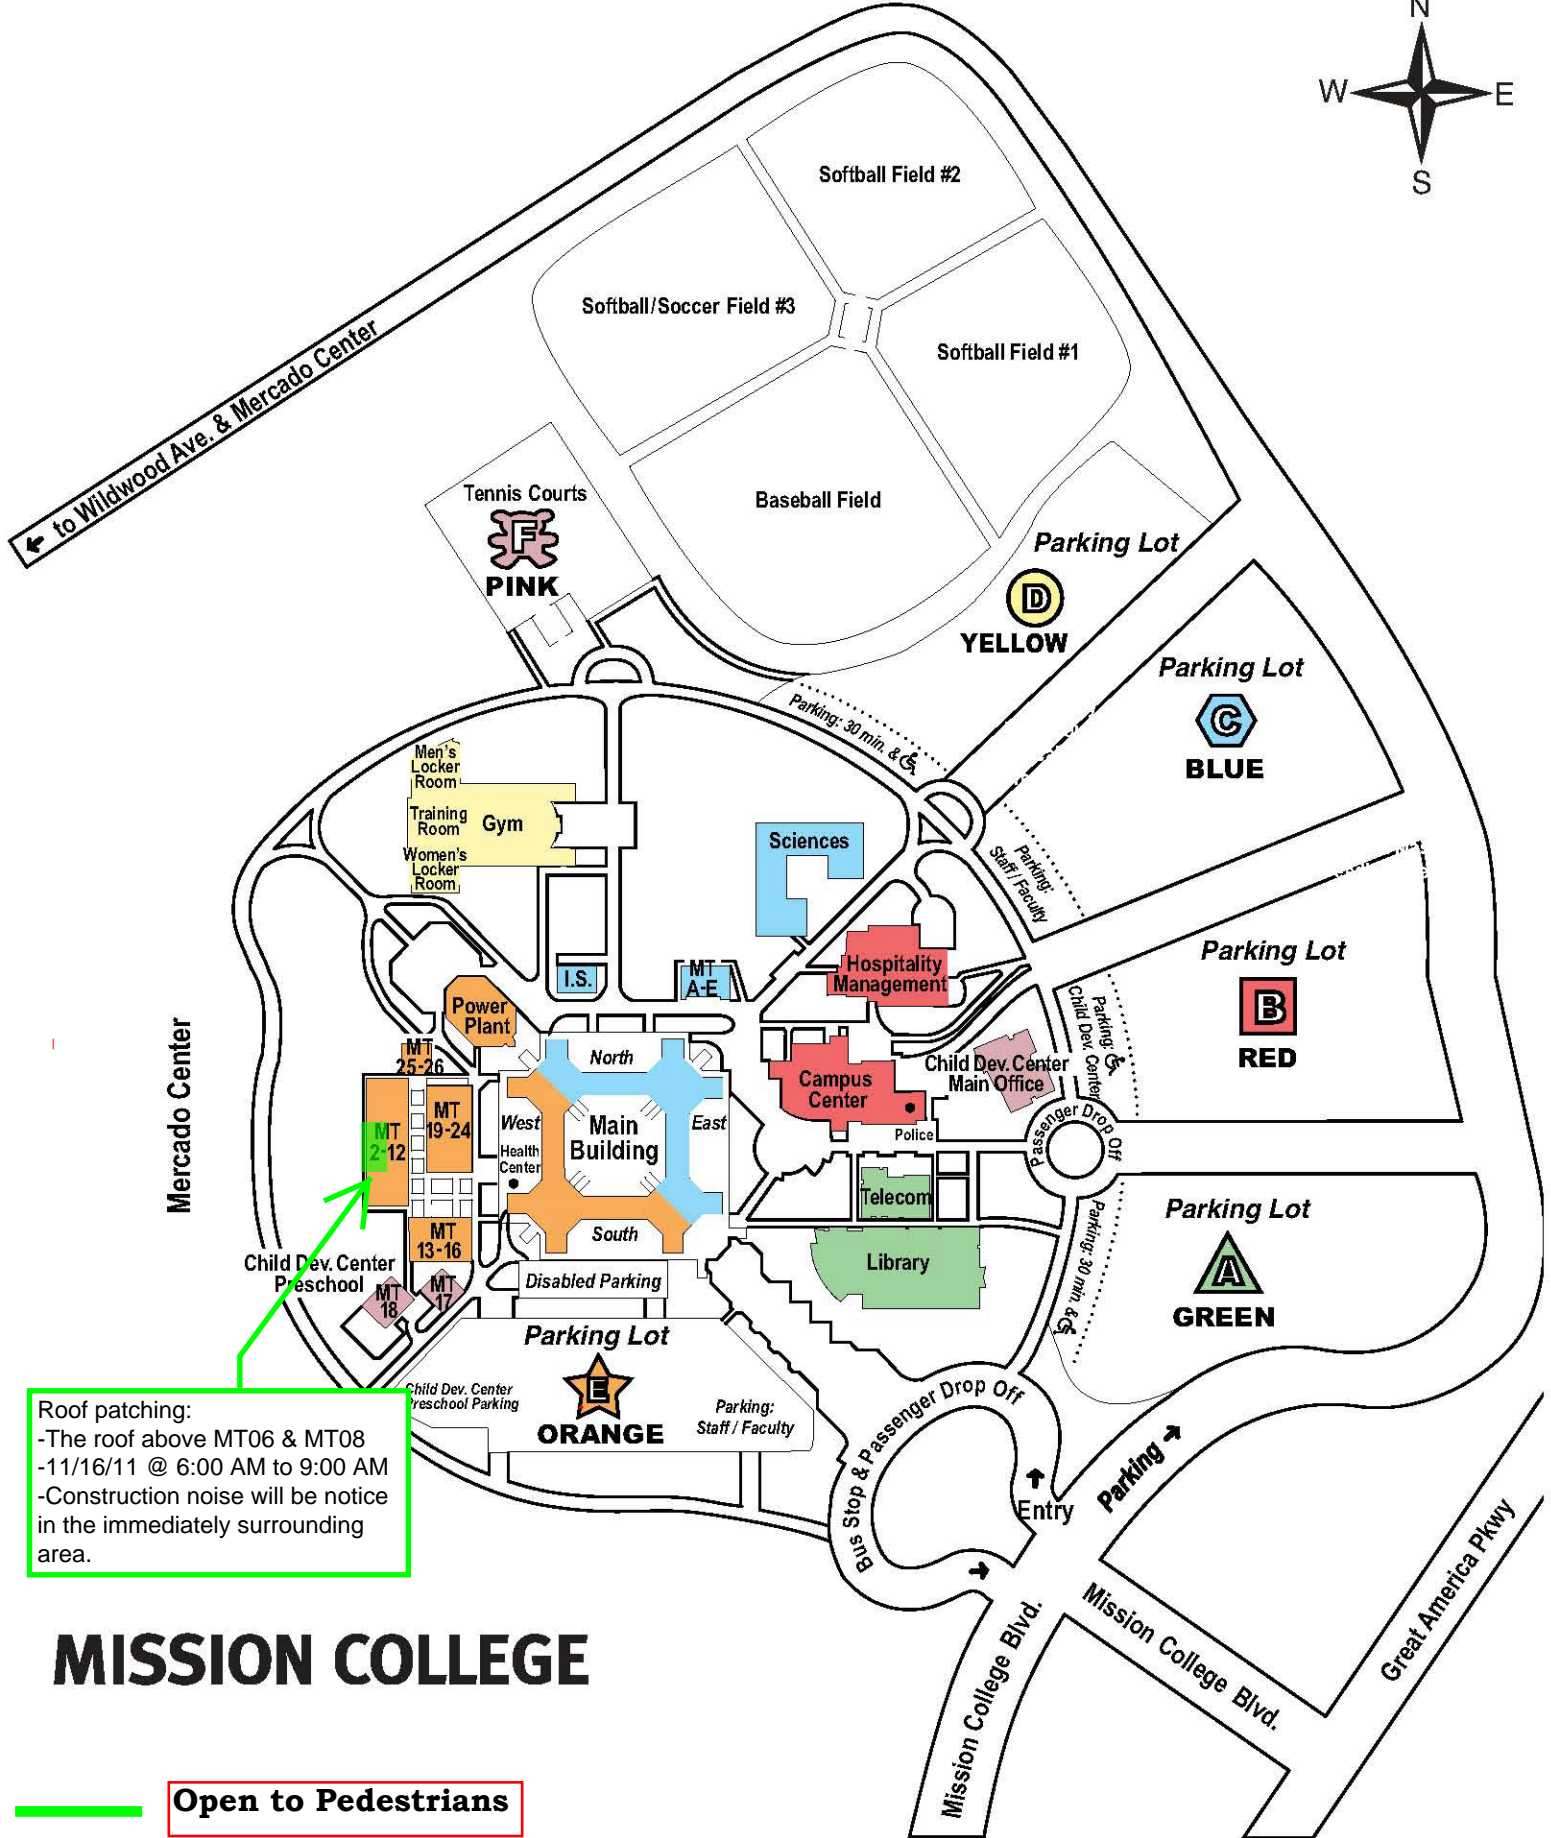 N
W
E
S
Softball Field #2
Softball/Soccer Field #3
Softball Field #1
← to Wildwood Ave. & Mercado Center
Tennis Courts
F
PINK
Baseball Field
Parking Lot
D
YELLOW
Parking Lot
C
BLUE
Parking: 30 min. &
Men's
Locker
Room
Training
Room
Gym
Women's
Locker
Room
Sciences
Parking:
Staff / Faculty
I.S.
MT
A-E
Hospitality
Management
Parking Lot
B
RED
Power
Plant
MT
25-26
Mercado Center
North
Campus
Center
Child Dev. Center
Main Office
Parking:
Child Dev. Center
MT
19-24
MT
2-12
West
Main
Building
East
Health
Center
Police
Passenger Drop Off
Telecom
South
MT
13-16
Library
Parking Lot
A
GREEN
Parking: 30 min. &
Child Dev. Center
Preschool
MT
18
MT
17
Disabled Parking
Parking Lot
E
ORANGE
Child Dev. Center
Preschool Parking
Parking:
Staff / Faculty
Bus Stop & Passenger Drop Off
Roof patching:
-The roof above MT06 & MT08
-11/16/11 @ 6:00 AM to 9:00 AM
-Construction noise will be notice
in the immediately surrounding
area.
Entry
Parking →
Mission College Blvd.
Mission College Blvd.
Great America Pkwy
MISSION COLLEGE
Open to Pedestrians